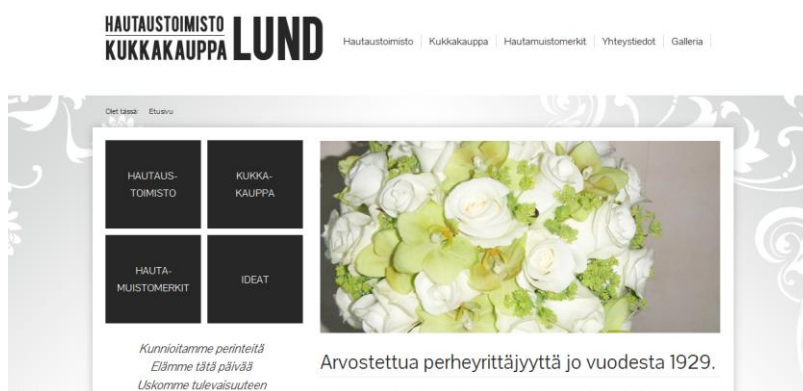 HAUTAUSTOIMISTO
KUKKAKAUPPA LUND
Hautaustoimisto Kukkakauppa Hautamuistomerkit Yhteystiedot Galleria
Olet tässä: Etusivu
HAUTAUS-
TOIMISTO
KUKKA-
KAUPPA
HAUTA-
MUISTOMERKIT
IDEAT
Kunnioitamme perinteitä
Elämme tätä päivää
Uskomme tulevaisuuteen
Arvostettua perheyrittäjyyttä jo vuodesta 1929.